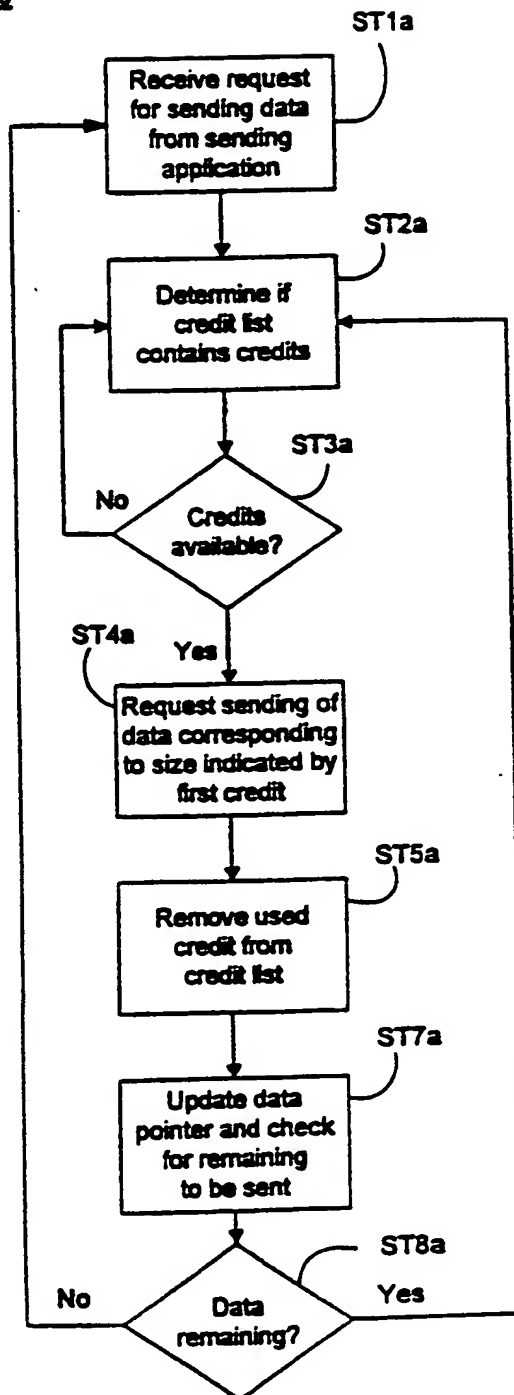 ST1a
Receive request
for sending data
from sending
application
ST2a
Determine if
credit list
contains credits
ST3a
No
Credits
available?
ST4a
Yes
Request sending of
data corresponding
to size indicated by
first credit
ST5a
Remove used
credit from
credit list
ST7a
Update data
pointer and check
for remaining
to be sent
ST8a
No
Yes
Data
remaining?